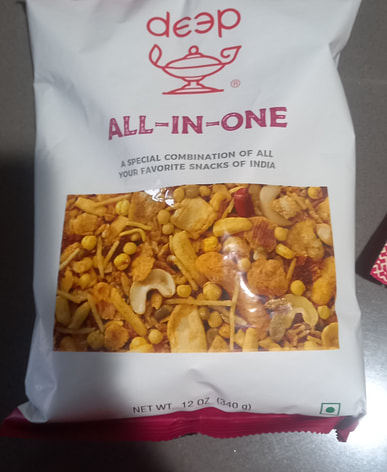 deep
®
ALL-IN-ONE
A SPECIAL COMBINATION OF ALL
YOUR FAVORITE SNACKS OF INDIA
NET WT. 12 OZ. (340 g)